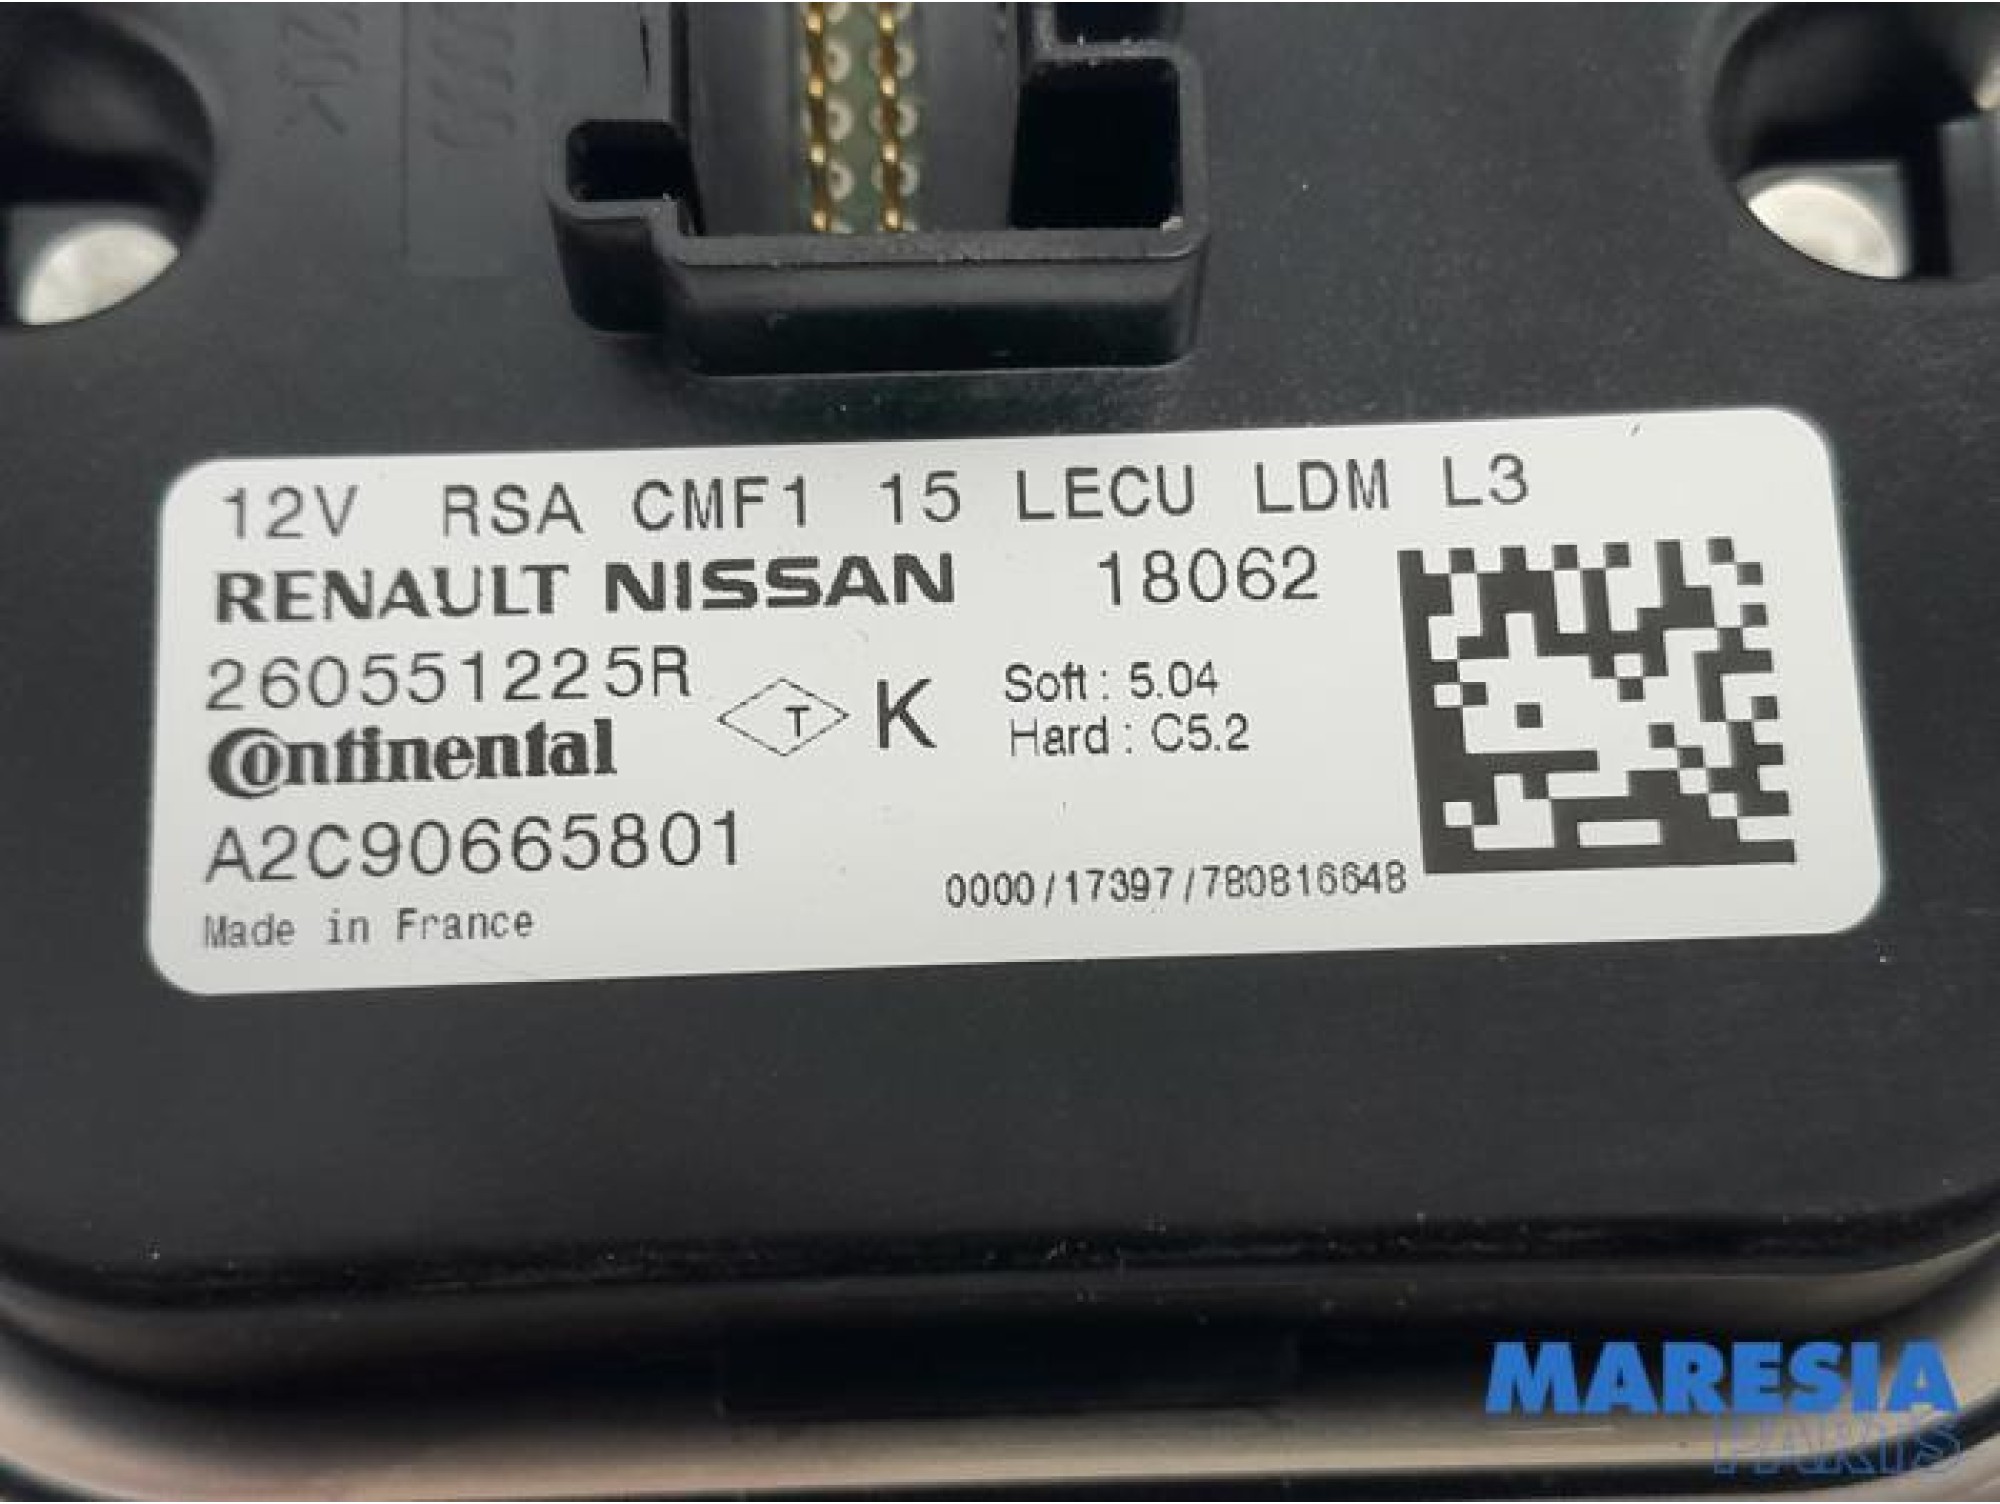 12V RSA CMF1 15 LECU LDM L3
RENAULT NISSAN 18062
260551225R
T K Soft : 5.04
Continental
Hard : C5.2
A2C90665801
0000/17397/780816648
Made in France
MARESIA
PARTS